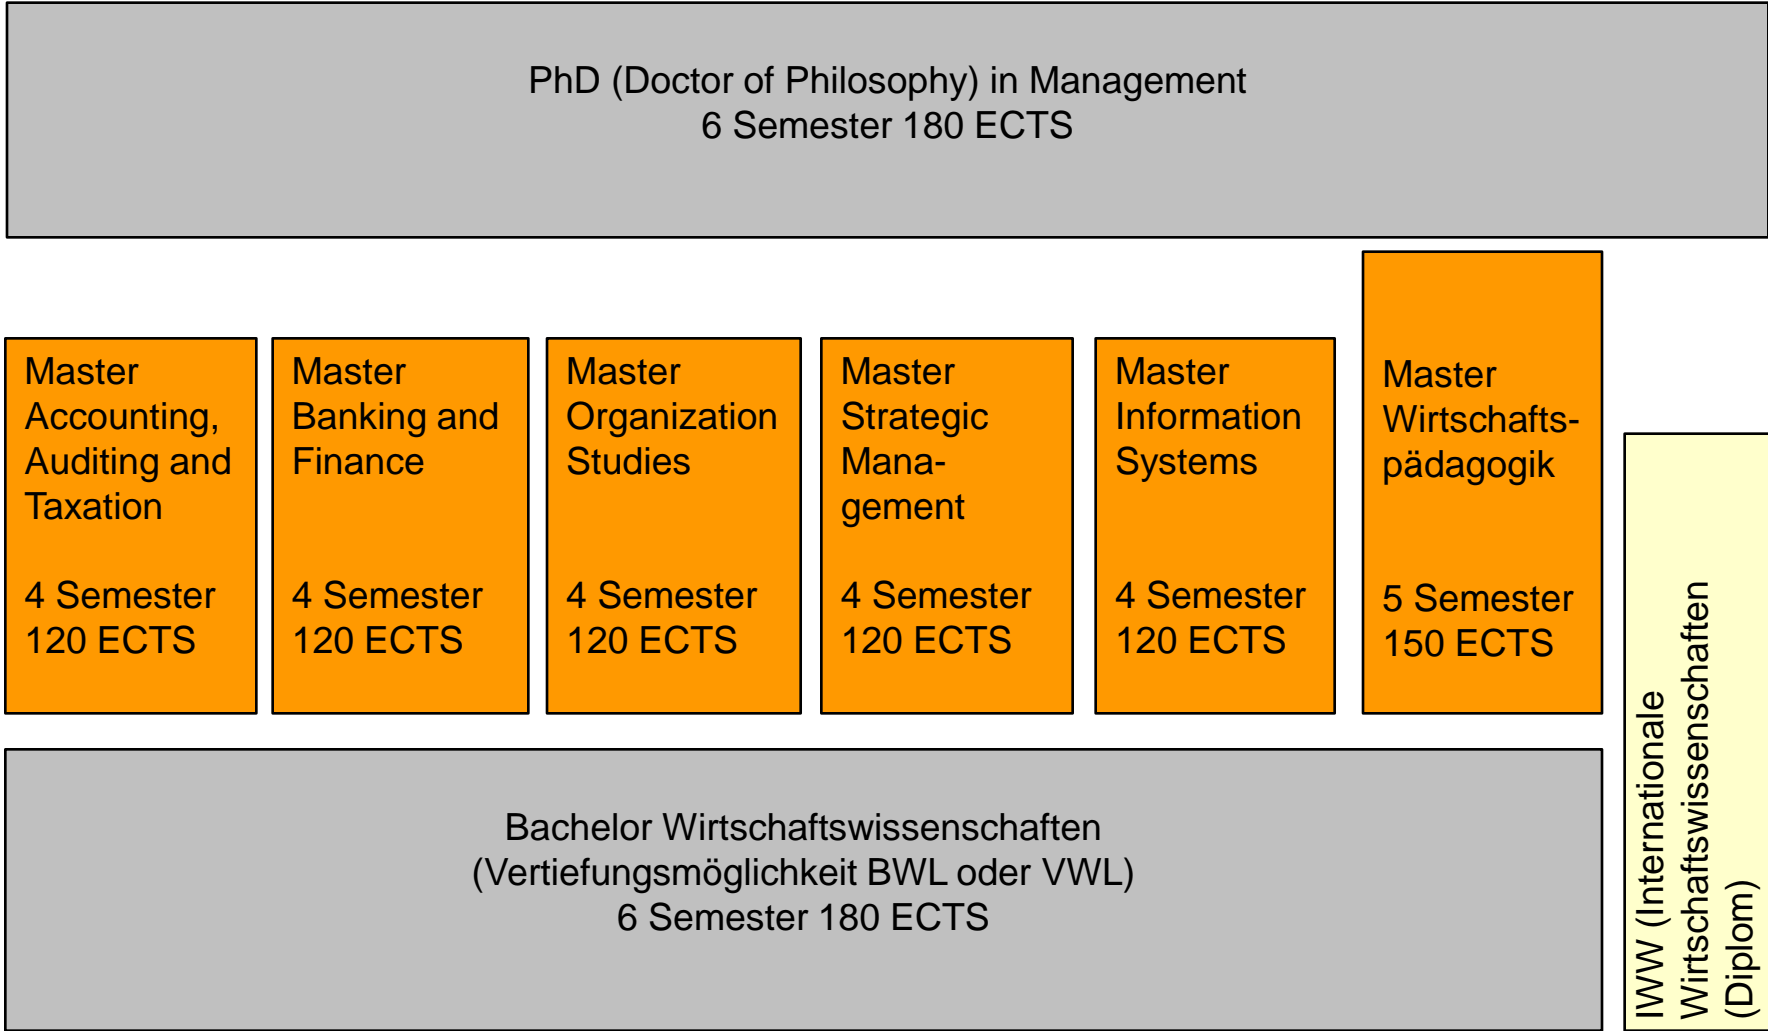 PhD (Doctor of Philosophy) in Management
6 Semester 180 ECTS
Master
Accounting,
Auditing and
Taxation
4 Semester
120 ECTS
Master
Banking and
Finance
4 Semester
120 ECTS
Master
Organization
Studies
4 Semester
120 ECTS
Master
Strategic
Mana-
gement
4 Semester
120 ECTS
Master
Information
Systems
4 Semester
120 ECTS
Master
Wirtschafts-
pädagogik
5 Semester
150 ECTS
IWW (Internationale
Wirtschaftswissenschaften
(Diplom)
Bachelor Wirtschaftswissenschaften
(Vertiefungsmöglichkeit BWL oder VWL)
6 Semester 180 ECTS